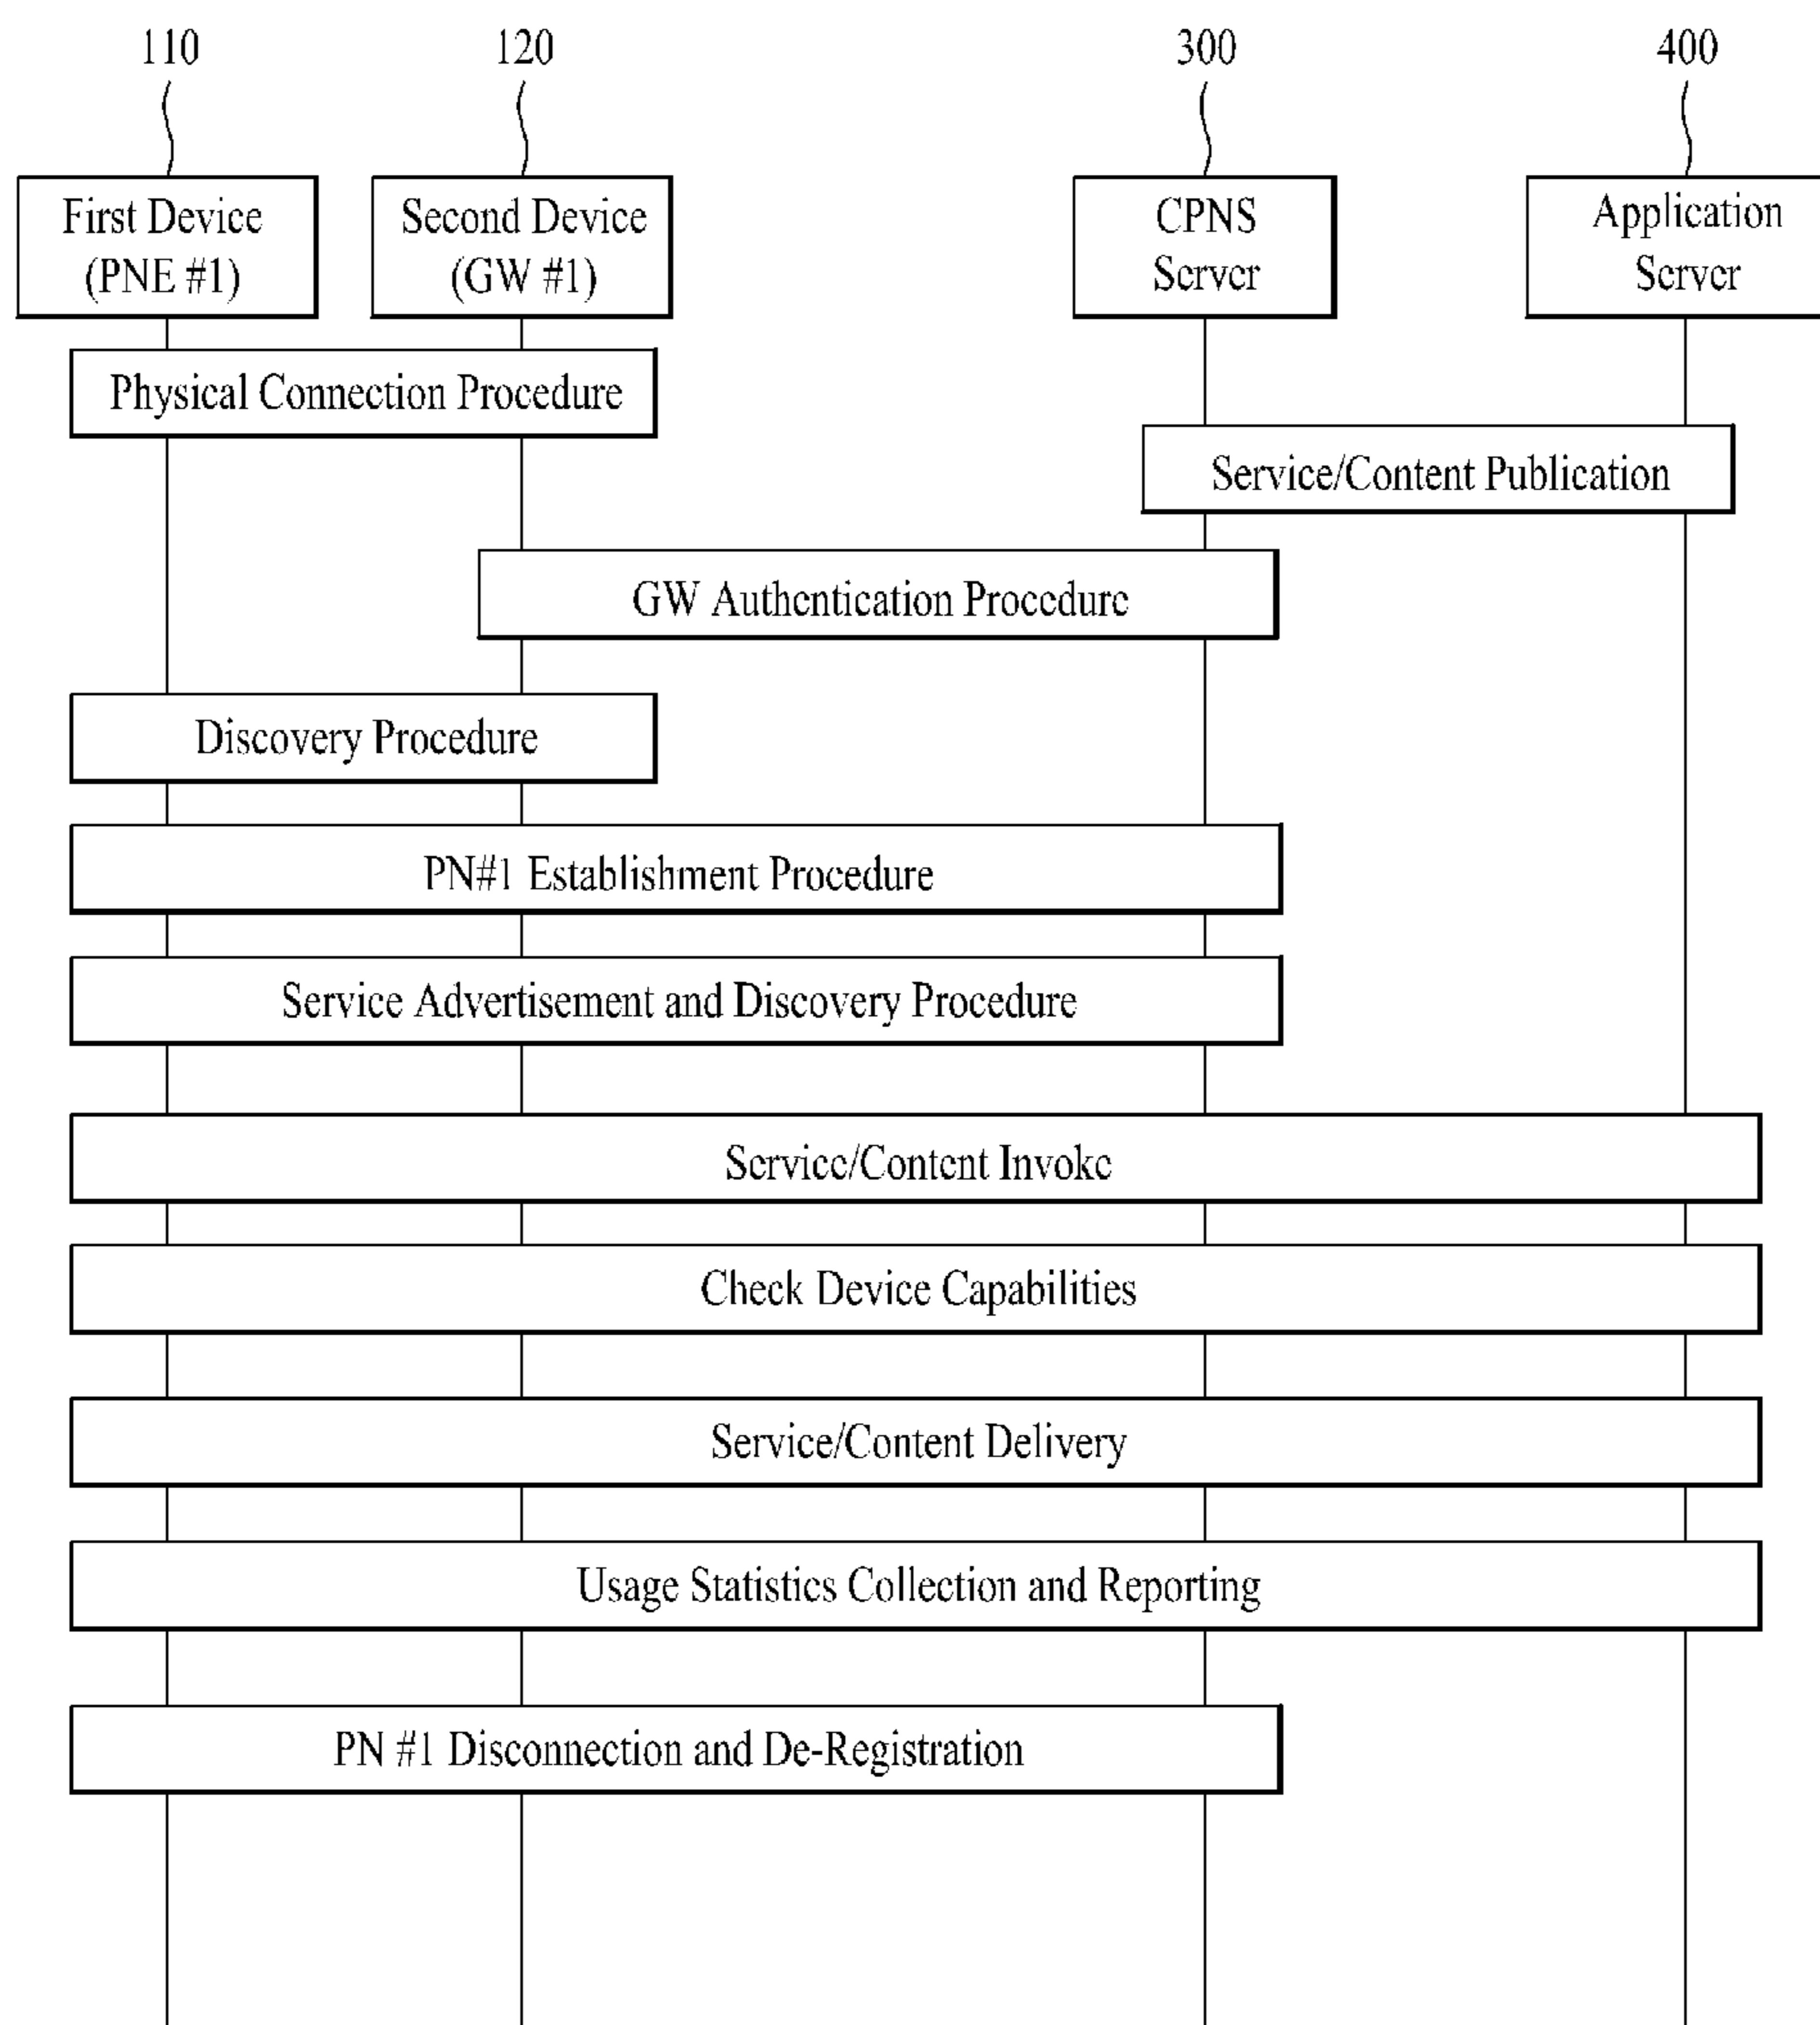 110
120
300
400
First Device
(PNE #1)
Second Device
(GW #1)
CPNS
Server
Application
Server
Physical Connection Procedure
Service/Content Publication
GW Authentication Procedure
Discovery Procedure
PN#1 Establishment Procedure
Service Advertisement and Discovery Procedure
Service/Content Invoke
Check Device Capabilities
Service/Content Delivery
Usage Statistics Collection and Reporting
PN #1 Disconnection and De-Registration